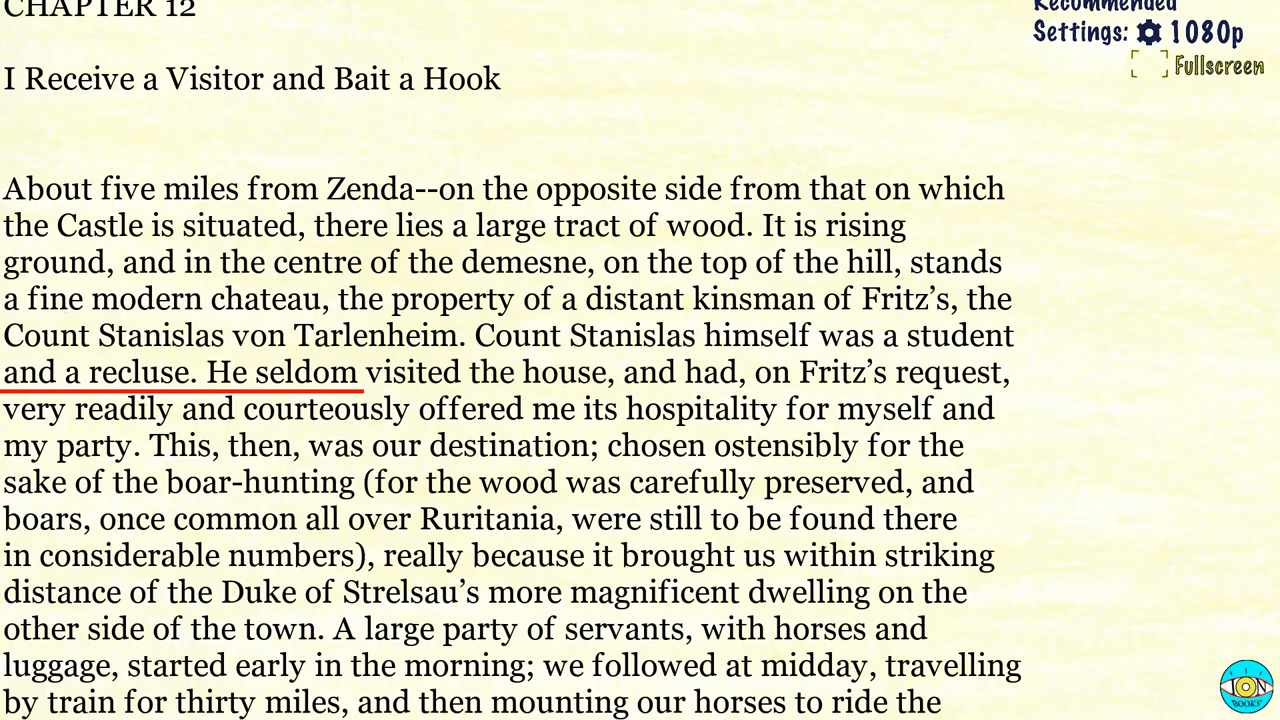 CHAPTER 12
Recommended
Settings: 1080p
Fullscreen
I Receive a Visitor and Bait a Hook
About five miles from Zenda--on the opposite side from that on which
the Castle is situated, there lies a large tract of wood. It is rising
ground, and in the centre of the demesne, on the top of the hill, stands
a fine modern chateau, the property of a distant kinsman of Fritz’s, the
Count Stanislas von Tarlenheim. Count Stanislas himself was a student
and a recluse. He seldom visited the house, and had, on Fritz’s request,
very readily and courteously offered me its hospitality for myself and
my party. This, then, was our destination; chosen ostensibly for the
sake of the boar-hunting (for the wood was carefully preserved, and
boars, once common all over Ruritania, were still to be found there
in considerable numbers), really because it brought us within striking
distance of the Duke of Strelsau’s more magnificent dwelling on the
other side of the town. A large party of servants, with horses and
luggage, started early in the morning; we followed at midday, travelling
by train for thirty miles, and then mounting our horses to ride the
ION
BOOKS